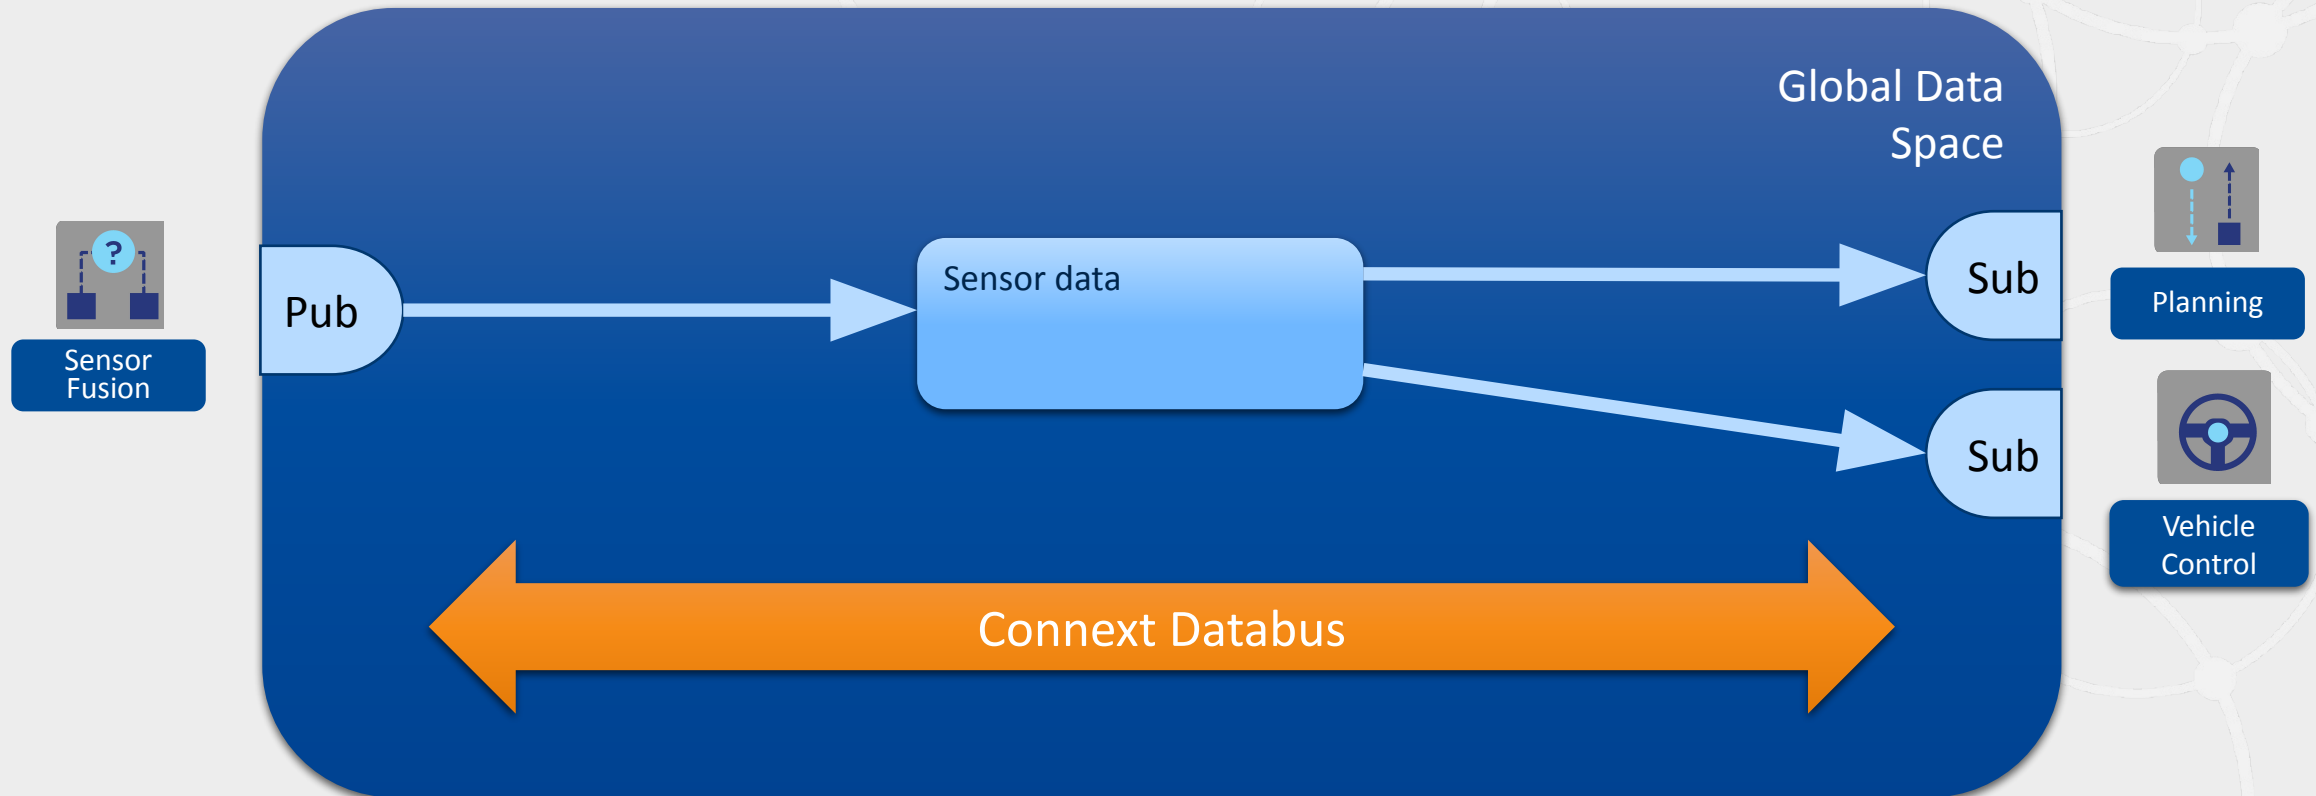 Global Data
Space
?
Sensor
Fusion
Pub
Sensor data
Sub
Planning
Sub
Vehicle
Control
Connext Databus